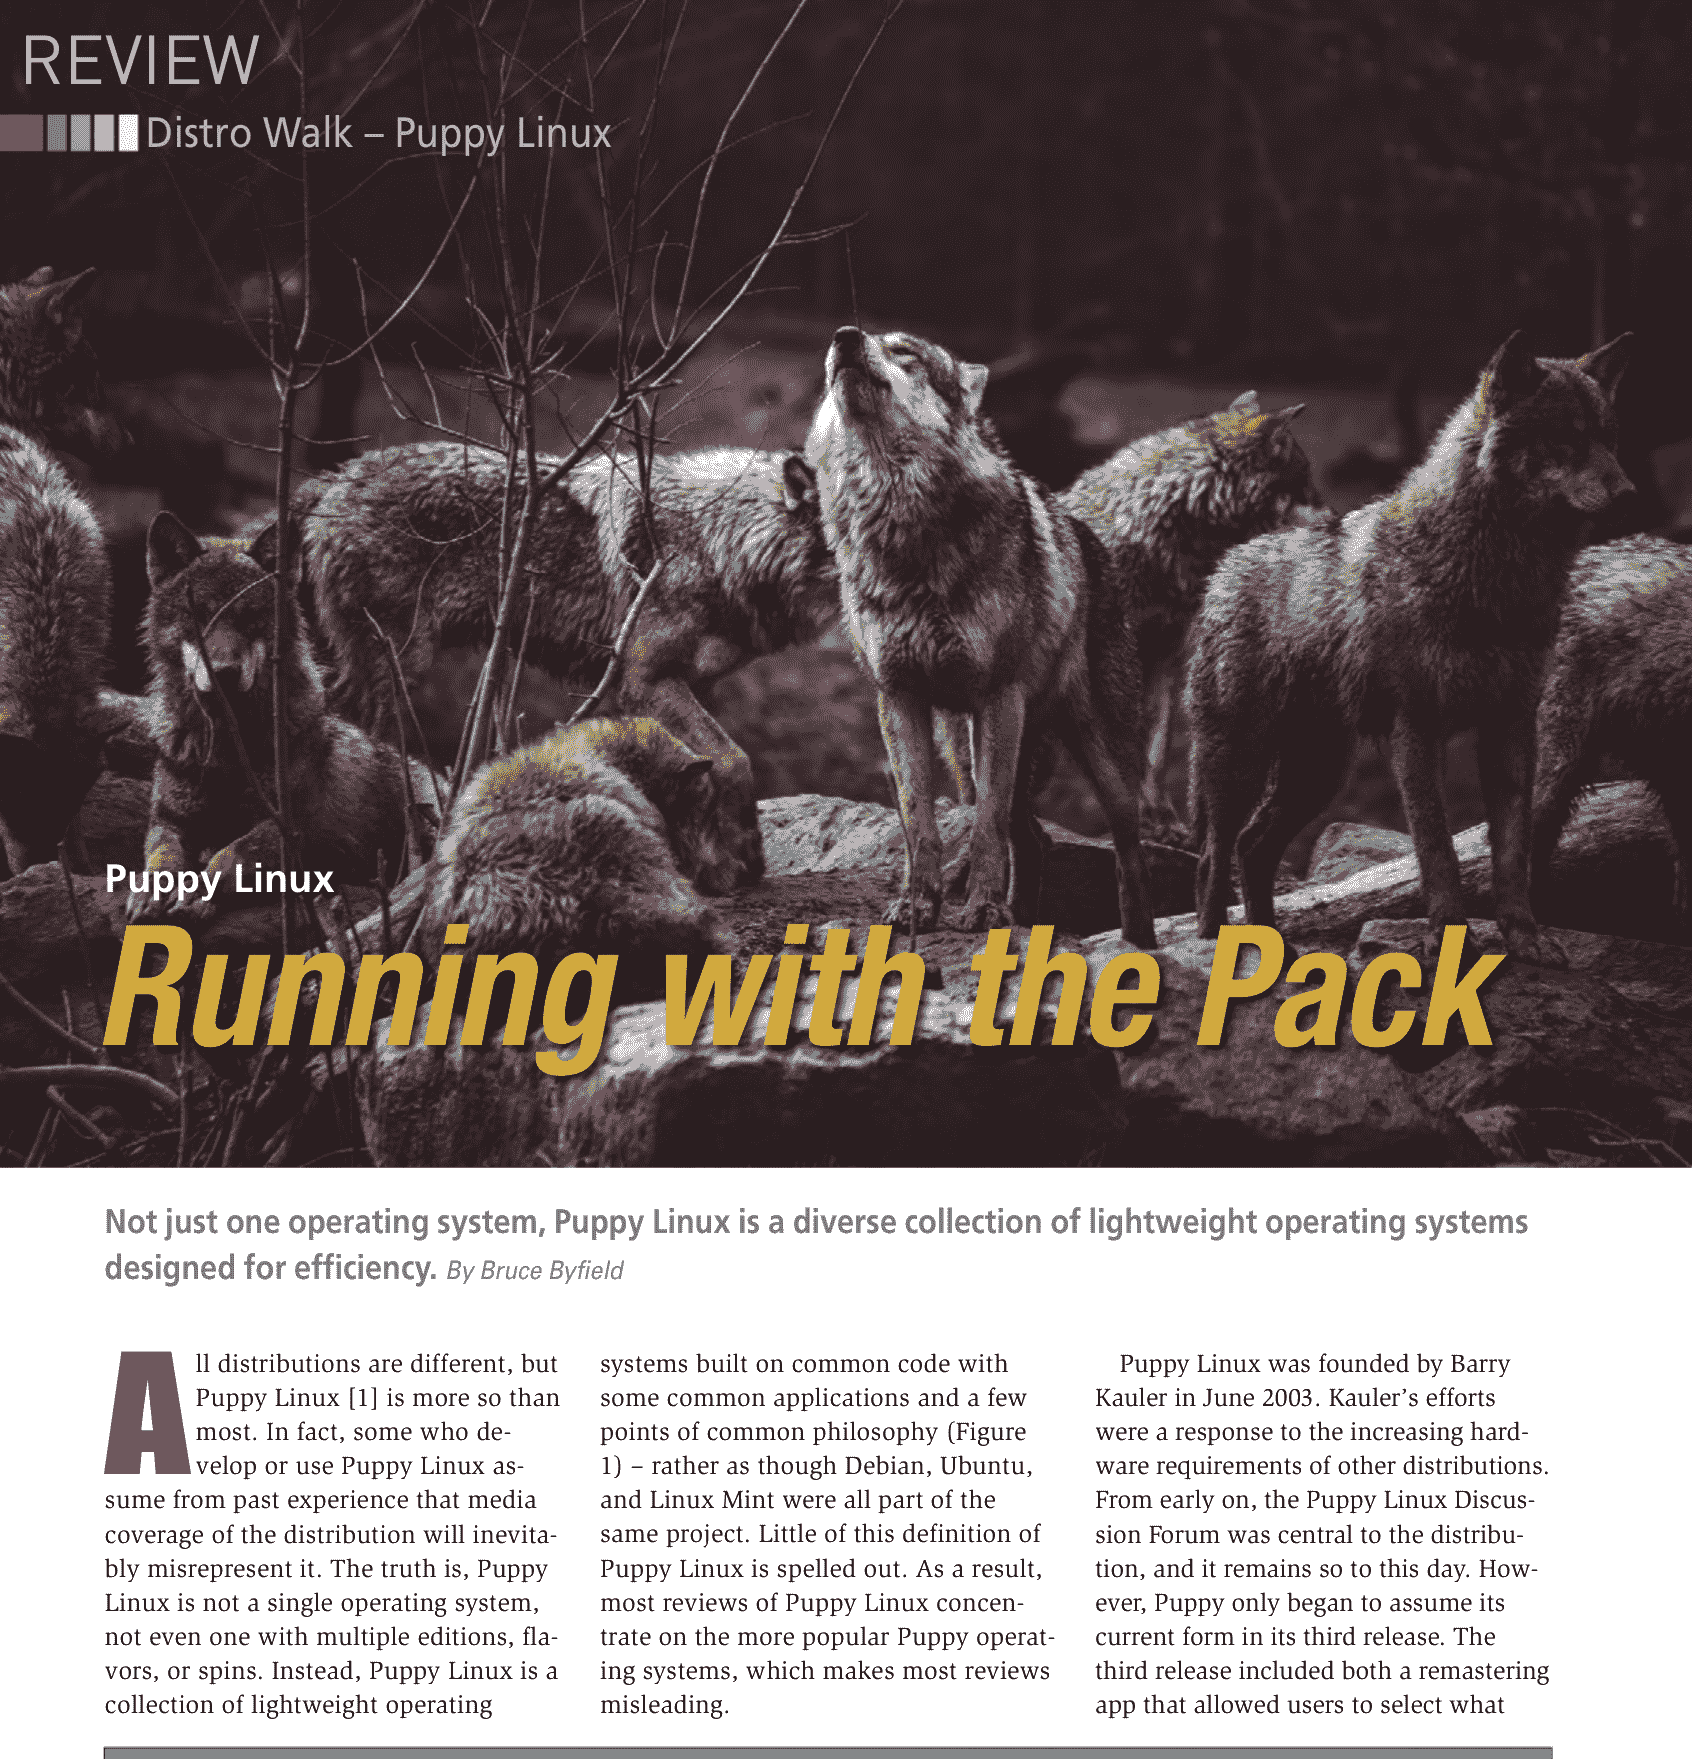 REVIEW
Distro Walk – Puppy Linux
Puppy Linux
Running with the Pack
Not just one operating system, Puppy Linux is a diverse collection of lightweight operating systems
designed for efficiency. By Bruce Byfield
All distributions are different, but
Puppy Linux [1] is more so than
most. In fact, some who de-
velop or use Puppy Linux as-
sume from past experience that media
coverage of the distribution will inevita-
bly misrepresent it. The truth is, Puppy
Linux is not a single operating system,
not even one with multiple editions, fla-
vors, or spins. Instead, Puppy Linux is a
collection of lightweight operating
systems built on common code with
some common applications and a few
points of common philosophy (Figure
1) – rather as though Debian, Ubuntu,
and Linux Mint were all part of the
same project. Little of this definition of
Puppy Linux is spelled out. As a result,
most reviews of Puppy Linux concen-
trate on the more popular Puppy operat-
ing systems, which makes most reviews
misleading.
Puppy Linux was founded by Barry
Kauler in June 2003. Kauler’s efforts
were a response to the increasing hard-
ware requirements of other distributions.
From early on, the Puppy Linux Discus-
sion Forum was central to the distribu-
tion, and it remains so to this day. How-
ever, Puppy only began to assume its
current form in its third release. The
third release included both a remastering
app that allowed users to select what